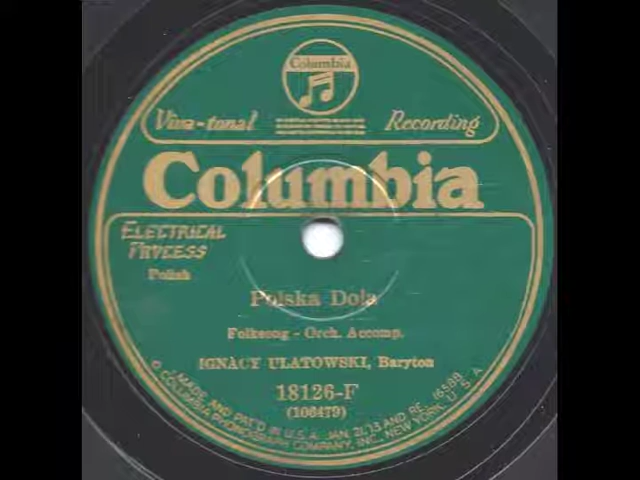 Columbia
Viva-tonal Recording
Columbia
ELECTRICAL
PROCESS
Polish
Polska Dola
Folksong - Orch. Accomp.
IGNACY ULATOWSKI, Baryton
18126-F
(106479)
MADE AND PAT'D IN U.S.A. JAN. 21,'13 AND RE. 16588
© COLUMBIA PHONOGRAPH COMPANY, INC., NEW YORK, U.S.A